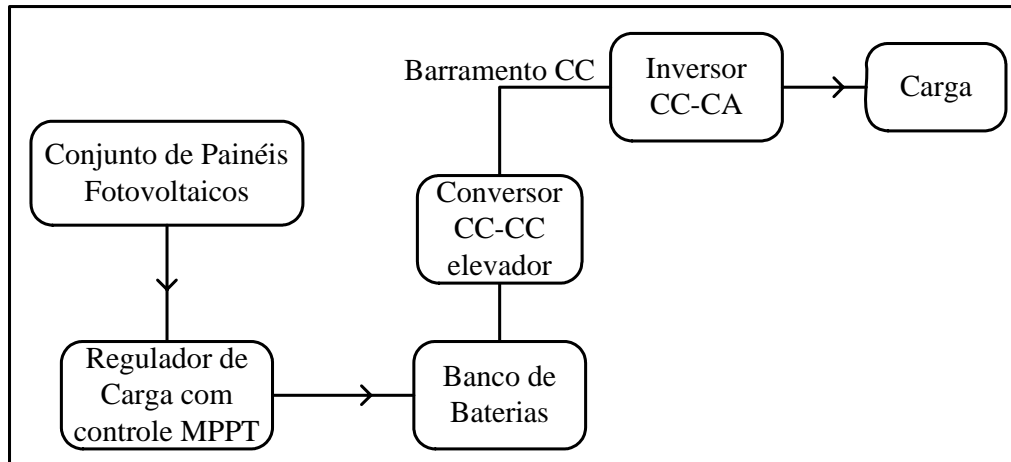 Conjunto de Painéis
Fotovoltaicos
Regulador de
Carga com
controle MPPT
Banco de
Baterias
Conversor
CC-CC
elevador
Barramento CC
Inversor
CC-CA
Carga